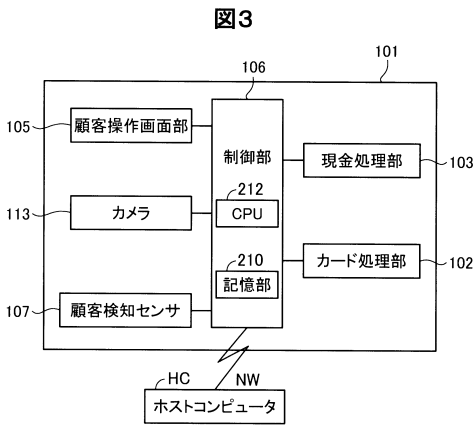 図３
101
106
105
顧客操作画面部
制御部
現金処理部
103
212
CPU
113
カメラ
カード処理部
102
210
記憶部
107
顧客検知センサ
HC
NW
ホストコンピュータ